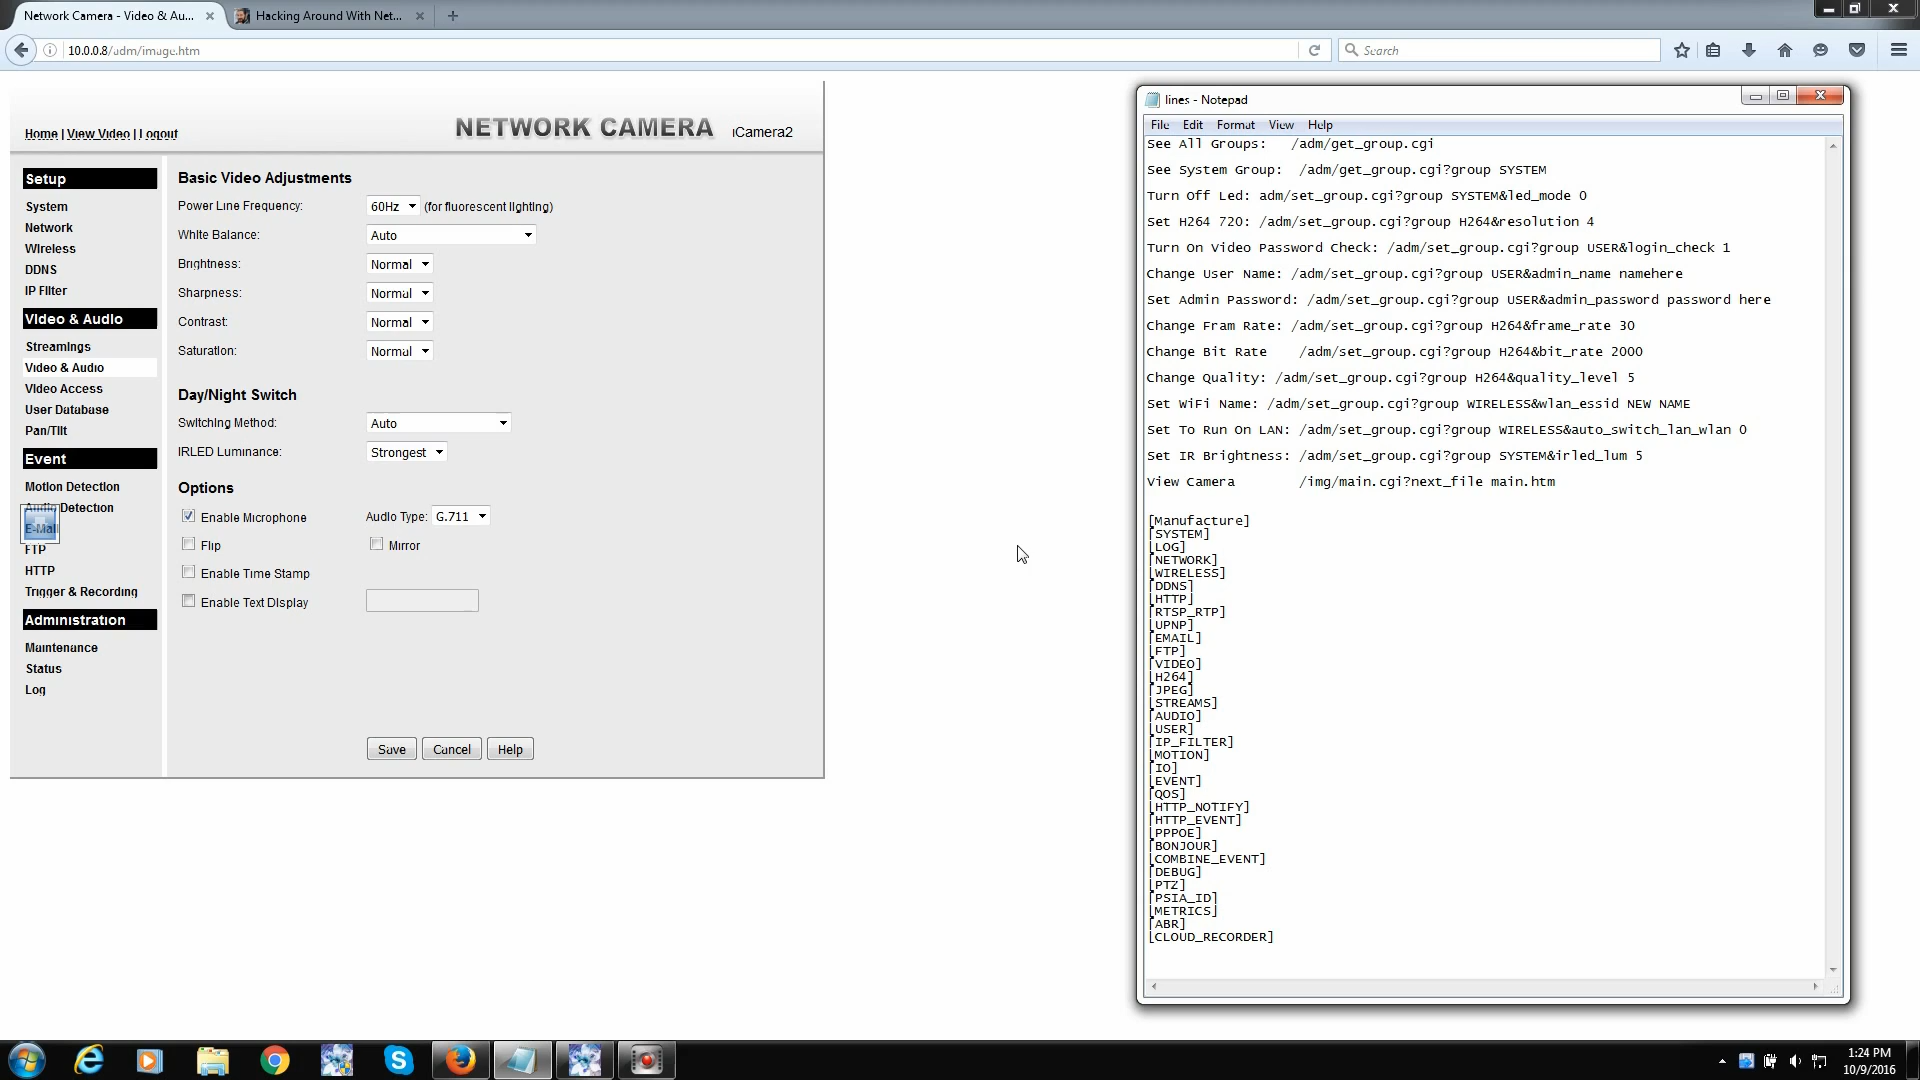 Network Camera - Video & Au...
Hacking Around With Net...
10.0.0.8/adm/image.htm
Search
Home | View Video | Logout
NETWORK CAMERA
iCamera2
Setup
System
Network
Wireless
DDNS
IP Filter
Video & Audio
Streamings
Video & Audio
Video Access
User Database
Pan/Tilt
Event
Motion Detection
Audio Detection
E-Mail
FTP
HTTP
Trigger & Recording
Administration
Maintenance
Status
Log
Basic Video Adjustments
Power Line Frequency: 60Hz (for fluorescent lighting)
White Balance: Auto
Brightness: Normal
Sharpness: Normal
Contrast: Normal
Saturation: Normal
Day/Night Switch
Switching Method: Auto
IRLED Luminance: Strongest
Options
Enable Microphone Audio Type: G.711
Flip Mirror
Enable Time Stamp
Enable Text Display
Save Cancel Help
lines - Notepad
File Edit Format View Help
See All Groups: /adm/get_group.cgi
See System Group: /adm/get_group.cgi?group SYSTEM
Turn Off Led: adm/set_group.cgi?group SYSTEM&led_mode 0
Set H264 720: /adm/set_group.cgi?group H264&resolution 4
Turn On Video Password Check: /adm/set_group.cgi?group USER&login_check 1
Change User Name: /adm/set_group.cgi?group USER&admin_name namehere
Set Admin Password: /adm/set_group.cgi?group USER&admin_password password here
Change Fram Rate: /adm/set_group.cgi?group H264&frame_rate 30
Change Bit Rate /adm/set_group.cgi?group H264&bit_rate 2000
Change Quality: /adm/set_group.cgi?group H264&quality_level 5
Set WiFi Name: /adm/set_group.cgi?group WIRELESS&wlan_essid NEW NAME
Set To Run On LAN: /adm/set_group.cgi?group WIRELESS&auto_switch_lan_wlan 0
Set IR Brightness: /adm/set_group.cgi?group SYSTEM&irled_lum 5
View Camera /img/main.cgi?next_file main.htm
[Manufacture]
[SYSTEM]
[LOG]
[NETWORK]
[WIRELESS]
[DDNS]
[HTTP]
[RTSP_RTP]
[UPNP]
[EMAIL]
[FTP]
[VIDEO]
[H264]
[JPEG]
[STREAMS]
[AUDIO]
[USER]
[IP_FILTER]
[MOTION]
[IO]
[EVENT]
[QOS]
[HTTP_NOTIFY]
[HTTP_EVENT]
[PPPOE]
[BONJOUR]
[COMBINE_EVENT]
[DEBUG]
[PTZ]
[PSIA_ID]
[METRICS]
[ABR]
[CLOUD_RECORDER]
1:24 PM
10/9/2016